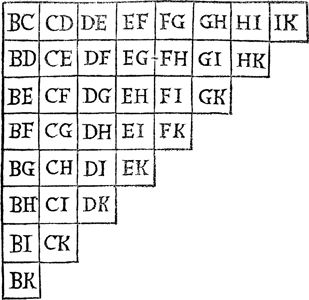 BC CD DE EF FG GH HI IK
BD CE DF EG FH GI HK
BE CF DG EH FI GK
BF CG DH EI FK
BG CH DI EK
BH CI DK
BI CK
BK